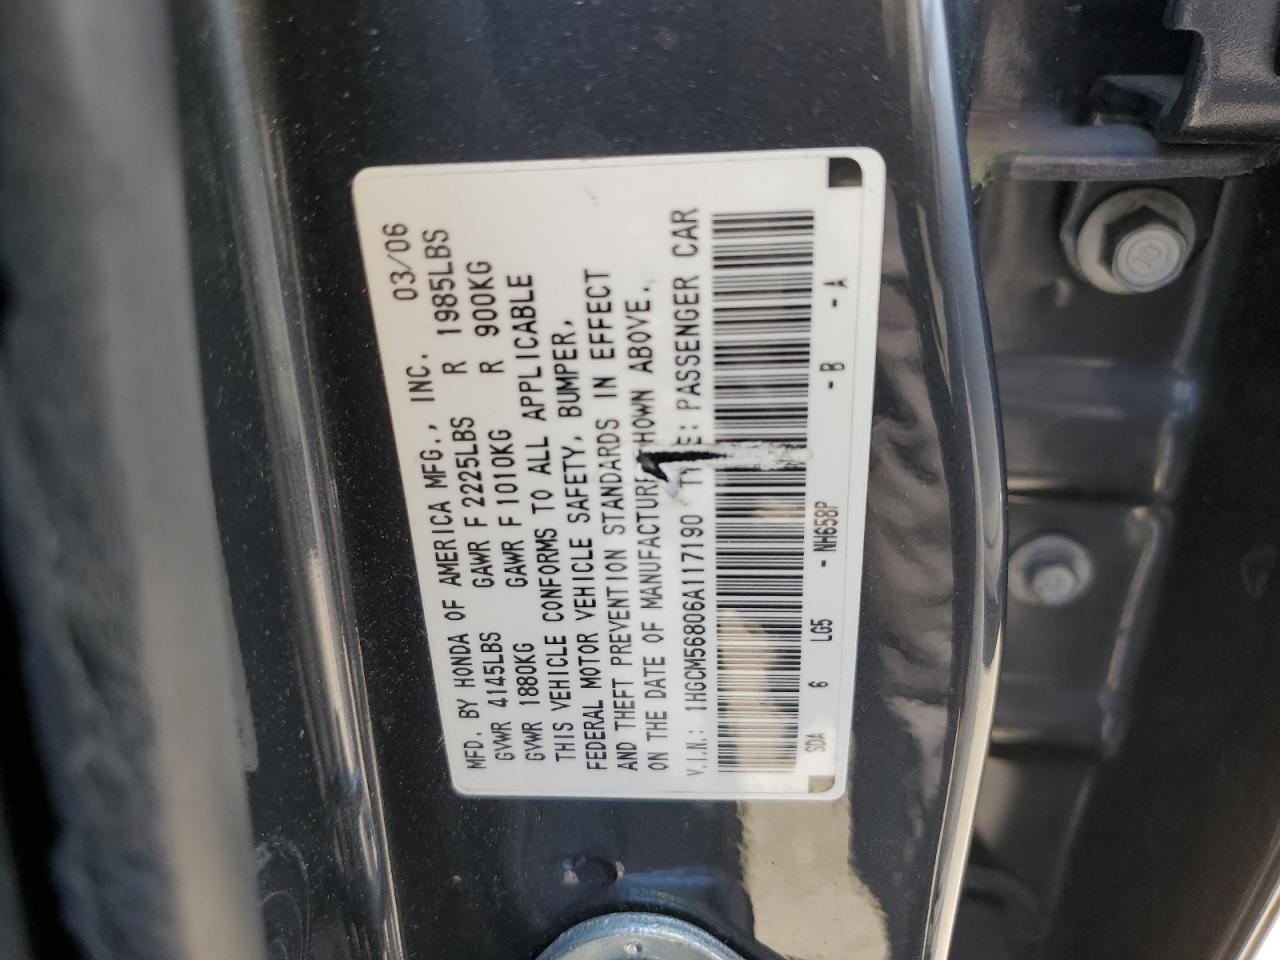 MFD. BY HONDA OF AMERICA MFG., INC. 03/06
GVWR 4145LBS GAWR F 2225LBS R 1985LBS
GVWR 1880KG GAWR F 1010KG R 900KG
THIS VEHICLE CONFORMS TO ALL APPLICABLE
FEDERAL MOTOR VEHICLE SAFETY, BUMPER,
AND THEFT PREVENTION STANDARDS IN EFFECT
ON THE DATE OF MANUFACTURE SHOWN ABOVE.
V.I.N.: 1HGCM56806A117190 TYPE: PASSENGER CAR
SDA 6 LG5 - NH658P - B - A